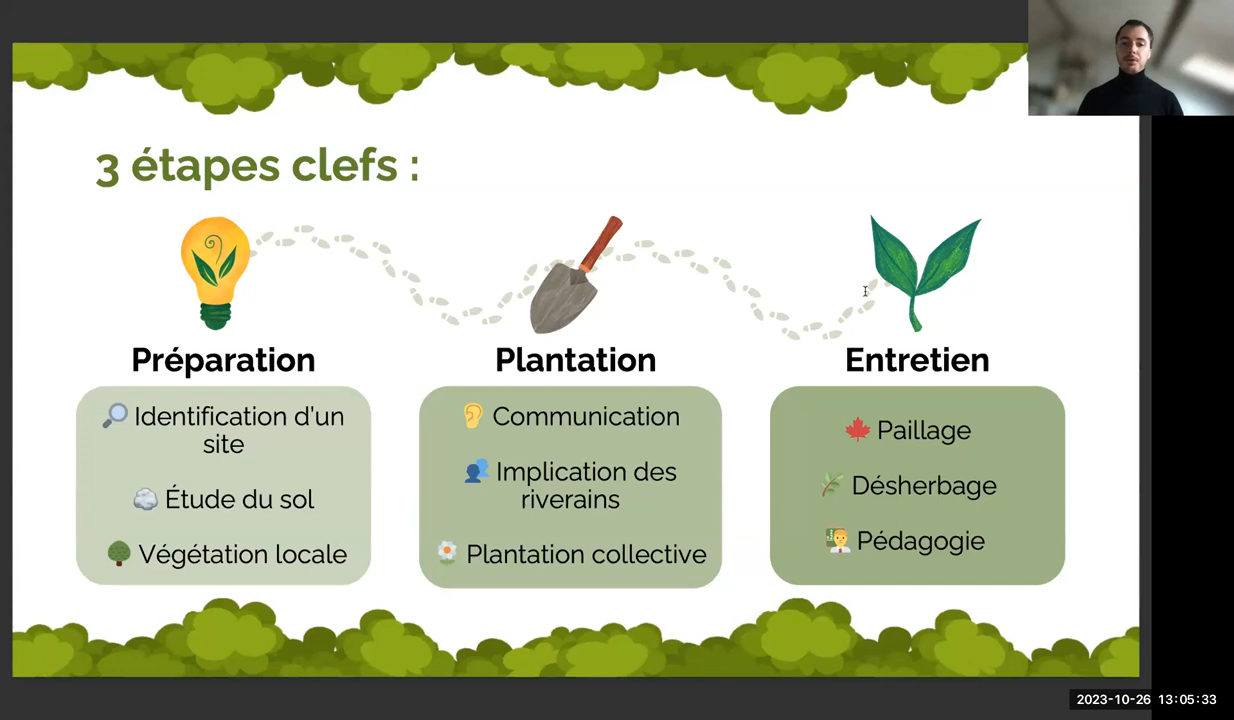 3 étapes clefs :
Préparation
Identification d'un
site
Étude du sol
Végétation locale
Plantation
Communication
Implication des
riverains
Plantation collective
Entretien
Paillage
Désherbage
Pédagogie
2023-10-26 13:05:33